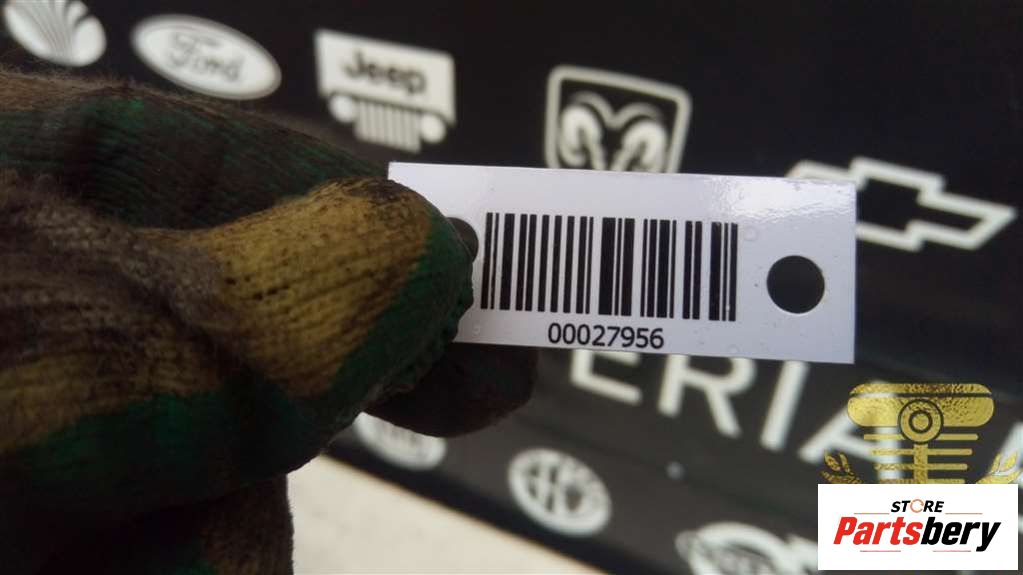 Ford
Jeep
00027956
ERIA
STORE
Partsbery